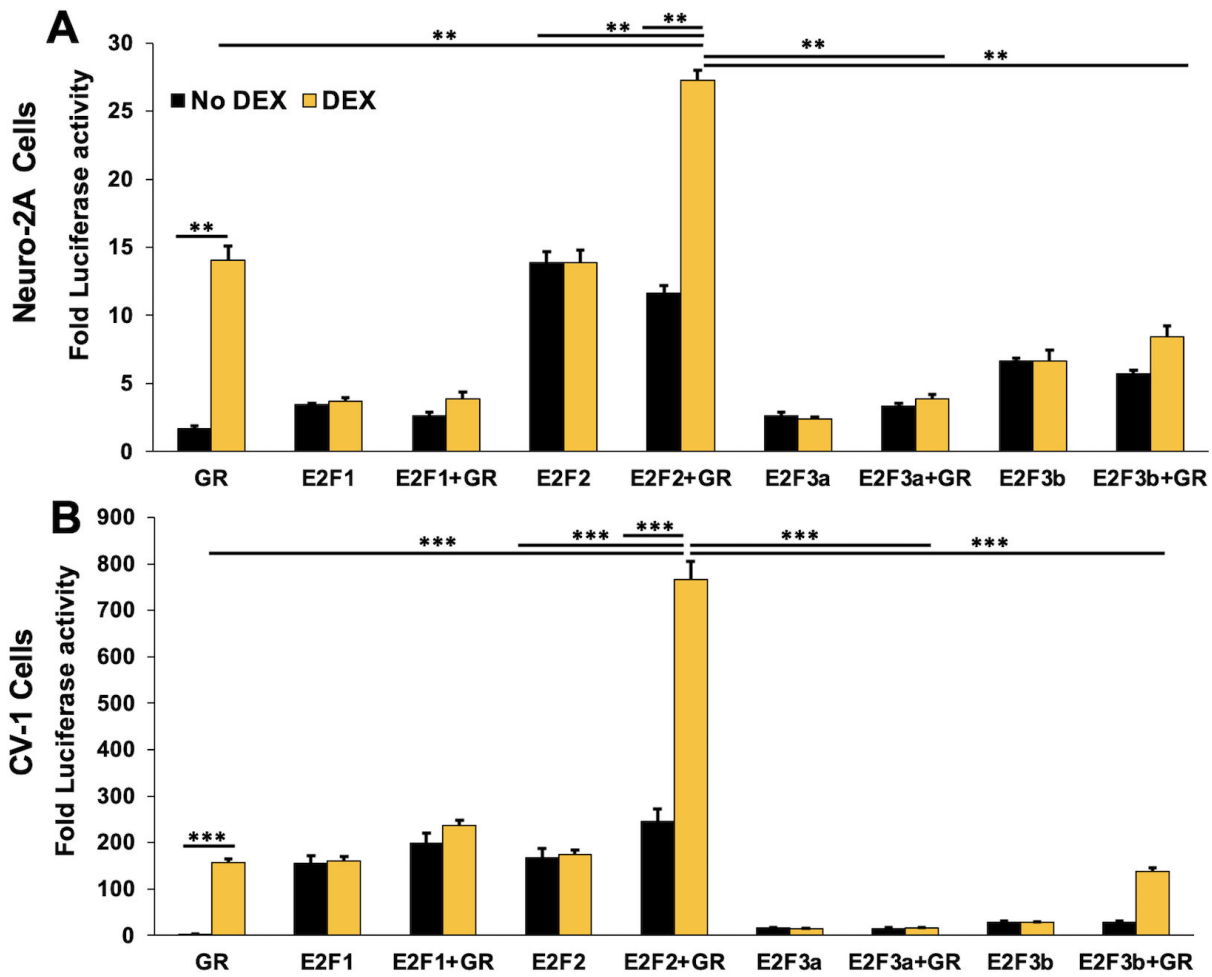 A
** ** **
** **
30
25
20
15
10
5
0
Neuro-2A Cells
Fold Luciferase activity
No DEX DEX
**
GR E2F1 E2F1+GR E2F2 E2F2+GR E2F3a E2F3a+GR E2F3b E2F3b+GR
B
*** *** *** *** ***
900
800
700
600
500
400
300
200
100
0
CV-1 Cells
Fold Luciferase activity
***
GR E2F1 E2F1+GR E2F2 E2F2+GR E2F3a E2F3a+GR E2F3b E2F3b+GR